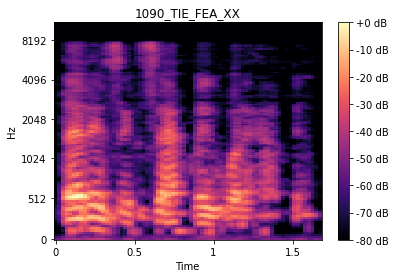 1090_TIE_FEA_XX
8192
4096
2048
1024
512
0
Hz
0
0.5
1
1.5
Time
+0 dB
-10 dB
-20 dB
-30 dB
-40 dB
-50 dB
-60 dB
-70 dB
-80 dB